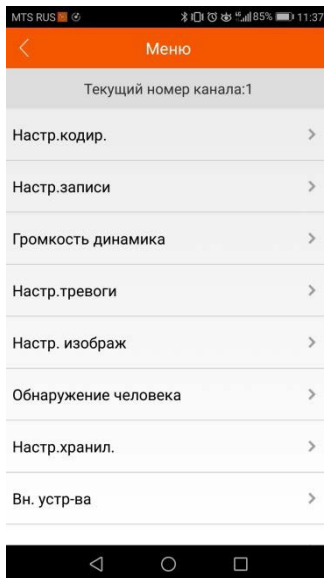 MTS RUS 85% 11:37
Меню
Текущий номер канала:1
Настр.кодир.
Настр.записи
Громкость динамика
Настр.тревоги
Настр. изображ
Обнаружение человека
Настр.хранил.
Вн. устр-ва